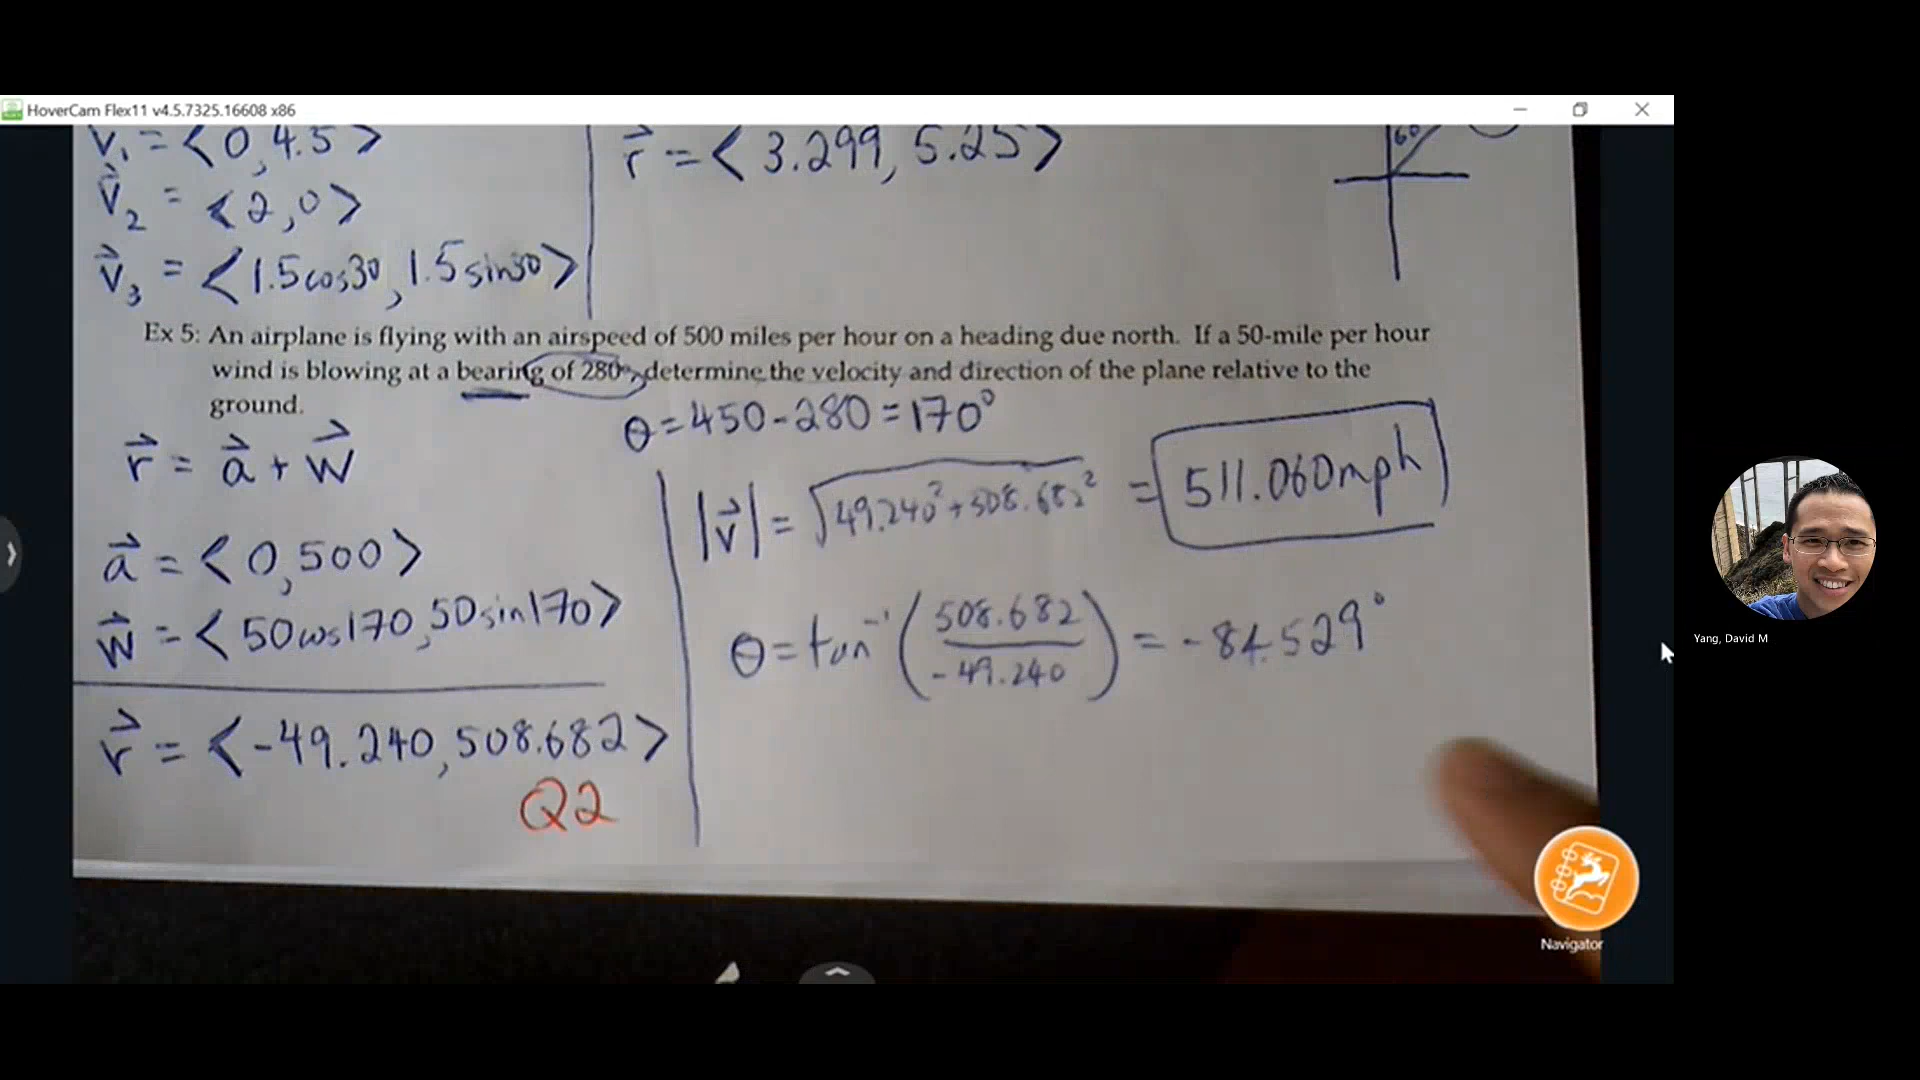 HoverCam Flex11 v4.5.7325.16608 x86
v₁ = <0, 4.5>
v⃗₂ = <2, 0>
v⃗₃ = <1.5cos30, 1.5sin30>
r⃗ = <3.299, 5.25>
60
Ex 5: An airplane is flying with an airspeed of 500 miles per hour on a heading due north. If a 50-mile per hour
wind is blowing at a bearing of 280°, determine the velocity and direction of the plane relative to the
ground.
θ = 450 - 280 = 170°
r⃗ = a⃗ + w⃗
a⃗ = <0, 500>
w⃗ = <50cos170, 50sin170>
r⃗ = <-49.240, 508.682>
Q2
|v⃗| = √49.240² + 508.682² = 511.060mph
θ = tan⁻¹(508.682/-49.240) = -84.529°
Navigator
Yang, David M